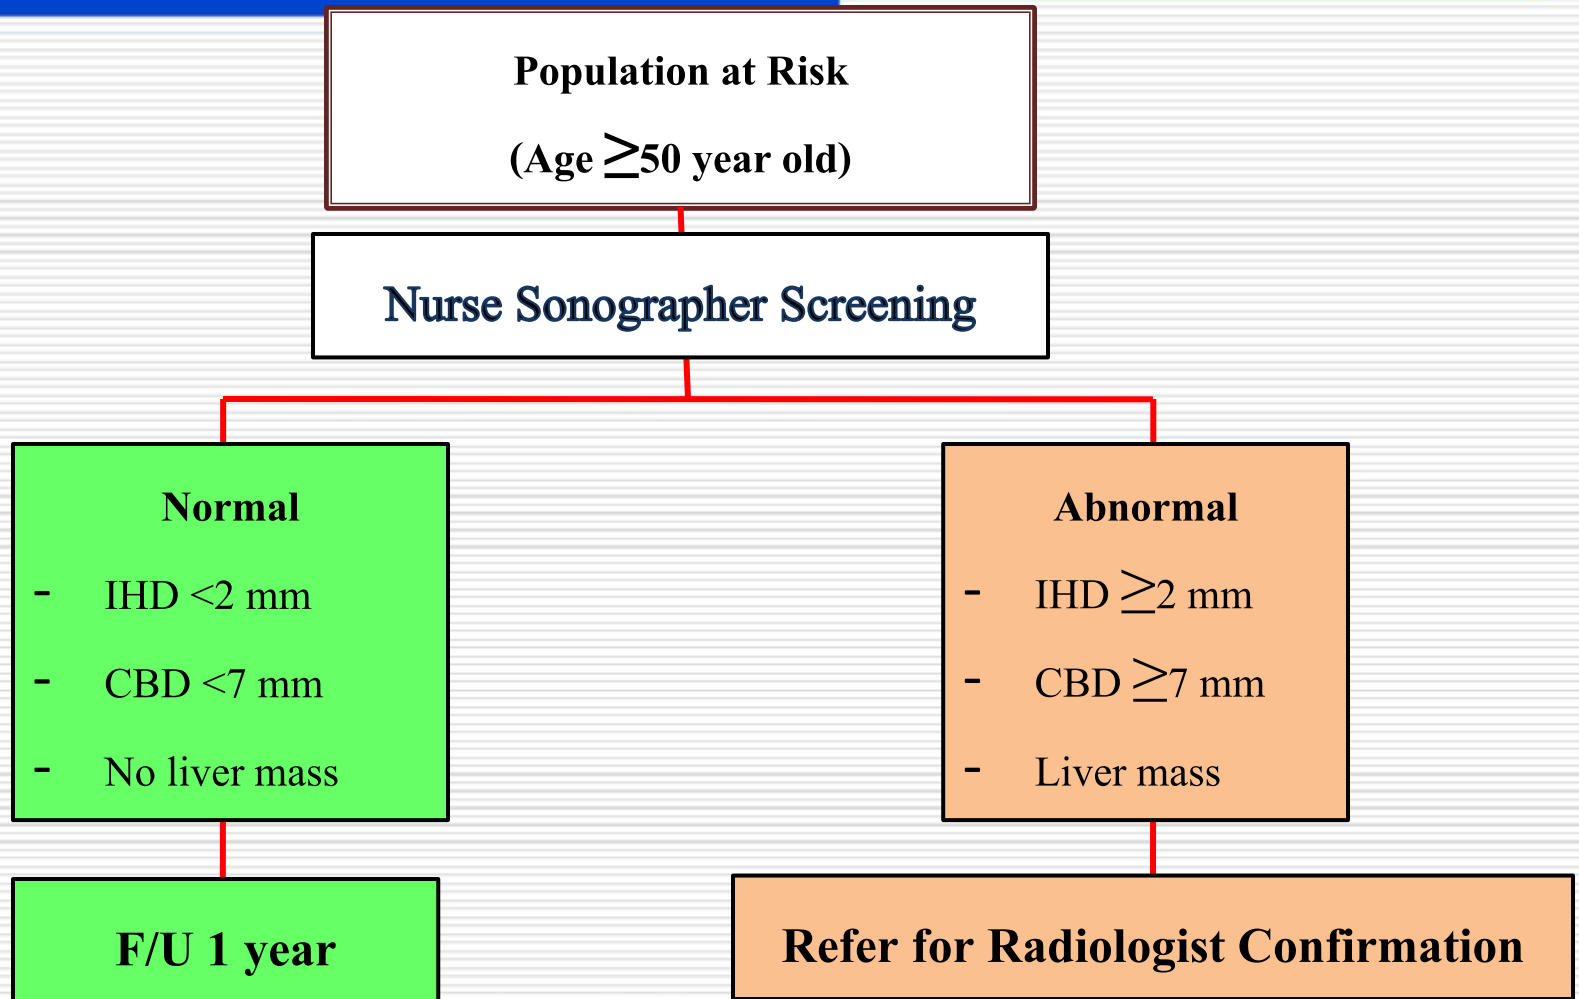 Population at Risk
(Age ≥50 year old)
Nurse Sonographer Screening
Normal
- IHD <2 mm
- CBD <7 mm
- No liver mass
Abnormal
- IHD ≥2 mm
- CBD ≥7 mm
- Liver mass
F/U 1 year
Refer for Radiologist Confirmation